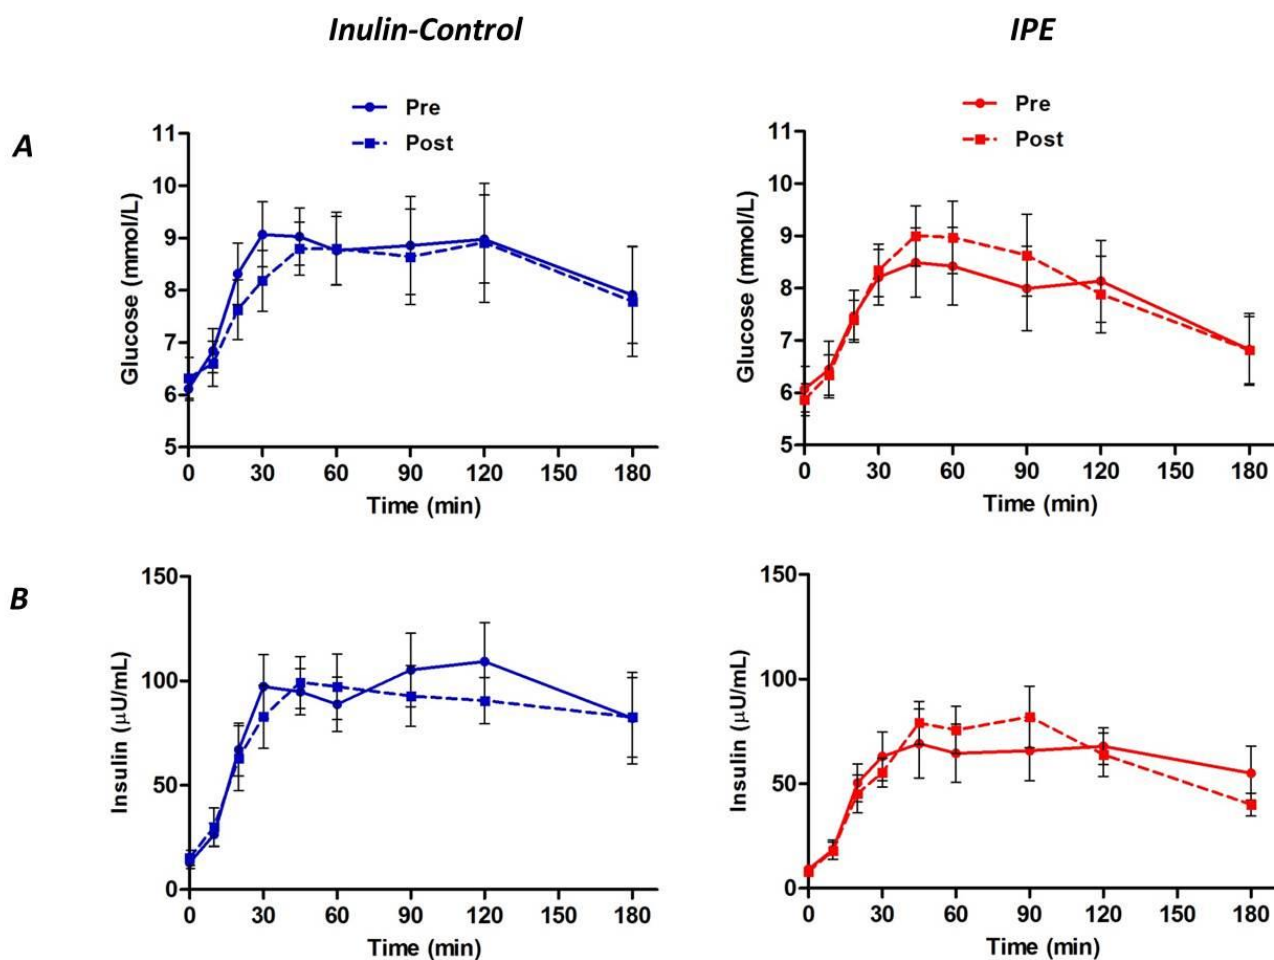 Inulin-Control
IPE
A
Pre
Post
Pre
Post
Glucose (mmol/L)
11
10
9
8
7
6
5
0 30 60 90 120 150 180
Time (min)
Glucose (mmol/L)
11
10
9
8
7
6
5
0 30 60 90 120 150 180
Time (min)
B
Insulin (μU/mL)
150
100
50
0
0 30 60 90 120 150 180
Time (min)
Insulin (μU/mL)
150
100
50
0
0 30 60 90 120 150 180
Time (min)